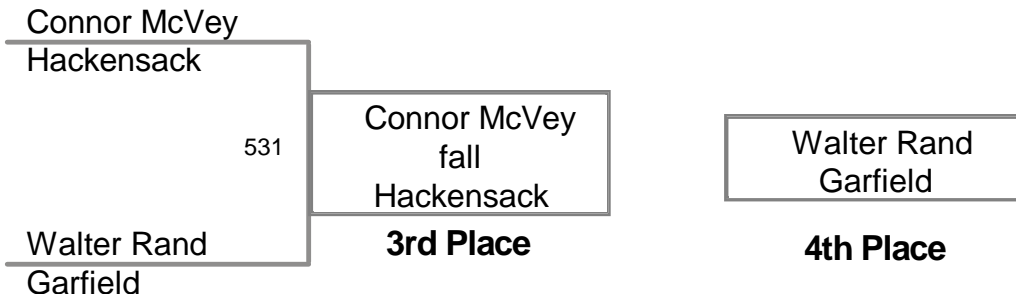 Connor McVey
Hackensack
531
Connor McVey
fall
Hackensack
3rd Place
Walter Rand
Garfield
4th Place
Walter Rand
Garfield